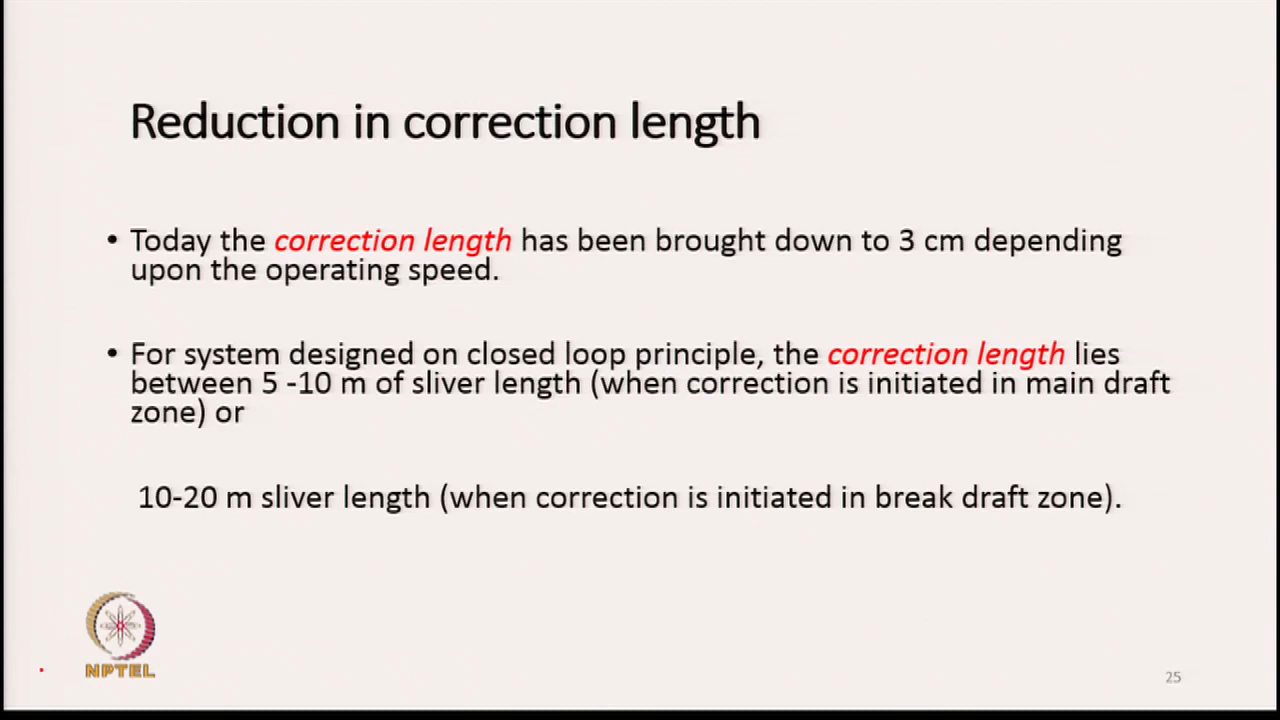 Reduction in correction length
• Today the correction length has been brought down to 3 cm depending
upon the operating speed.
• For system designed on closed loop principle, the correction length lies
between 5 -10 m of sliver length (when correction is initiated in main draft
zone) or
10-20 m sliver length (when correction is initiated in break draft zone).
NPTEL
25